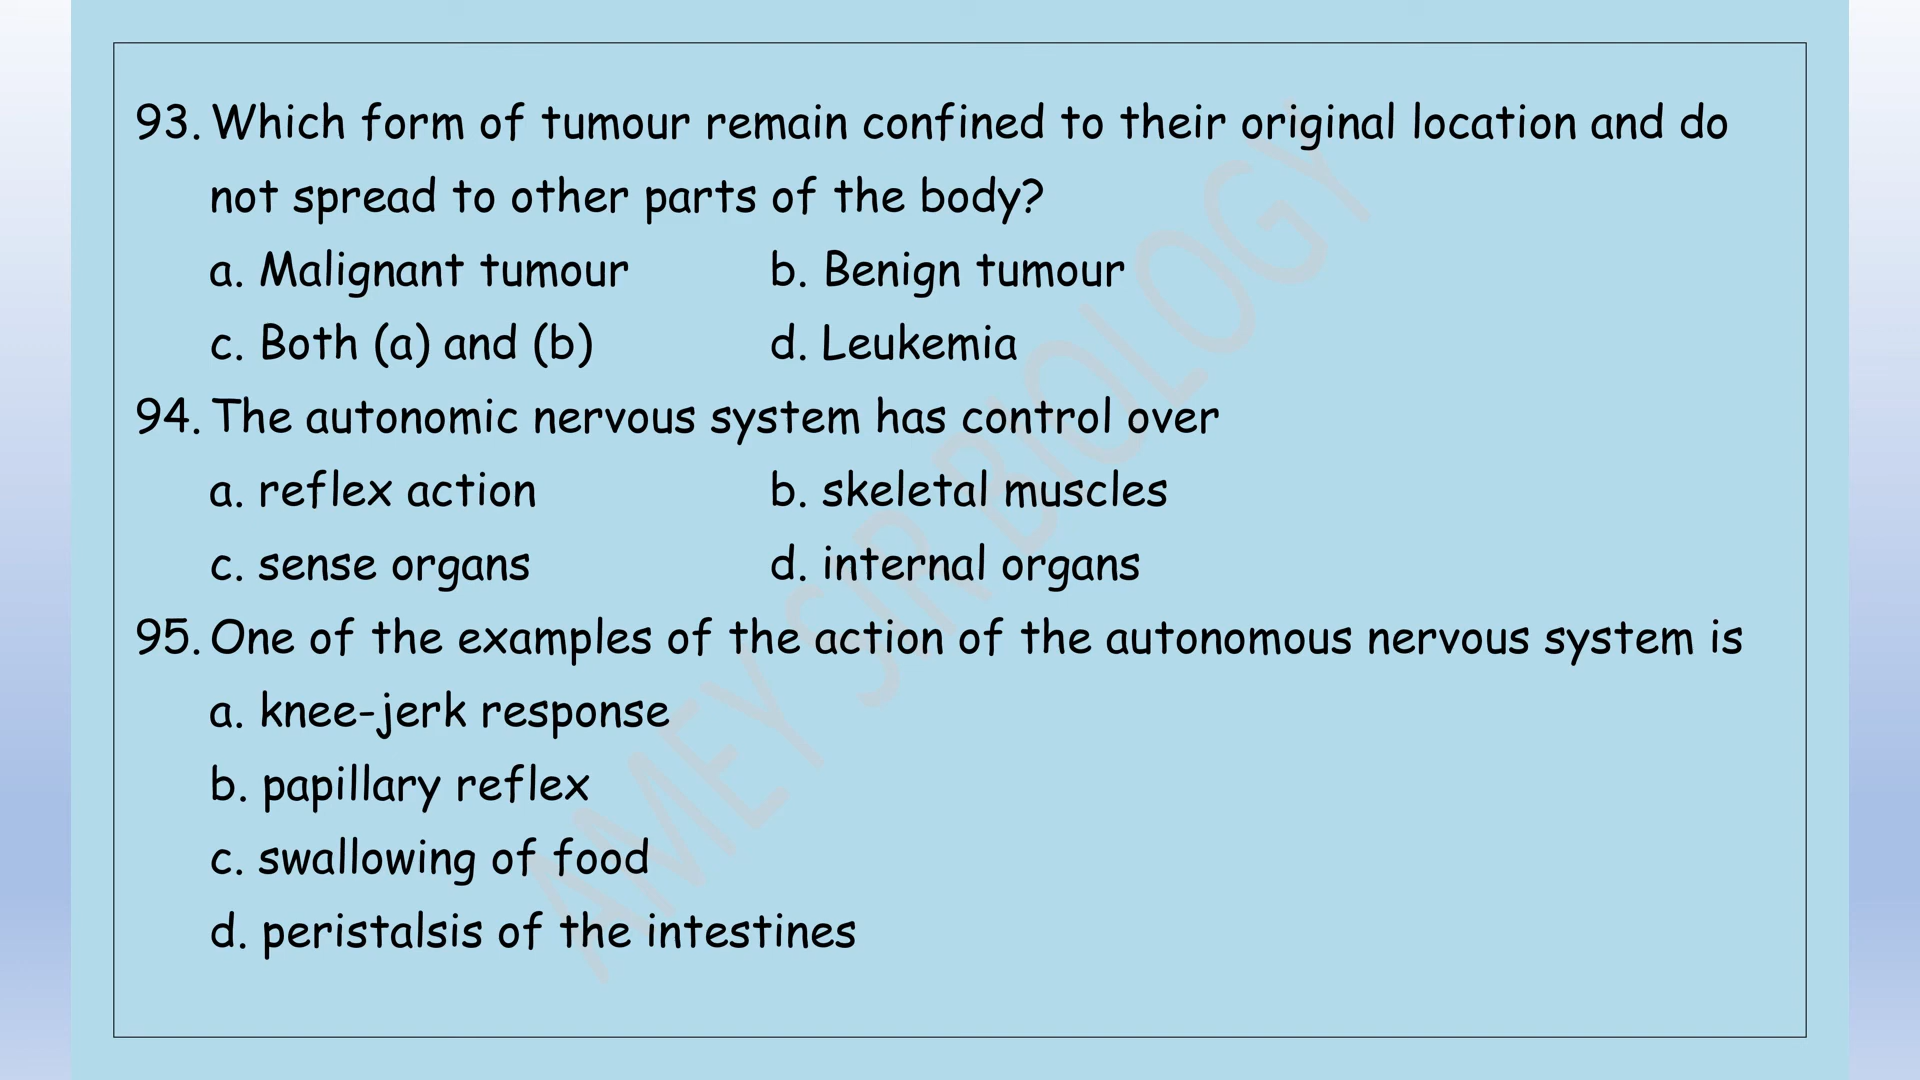 93. Which form of tumour remain confined to their original location and do
not spread to other parts of the body?
a. Malignant tumour b. Benign tumour
c. Both (a) and (b) d. Leukemia
94. The autonomic nervous system has control over
a. reflex action b. skeletal muscles
c. sense organs d. internal organs
95. One of the examples of the action of the autonomous nervous system is
a. knee-jerk response
b. papillary reflex
c. swallowing of food
d. peristalsis of the intestines
AMEY SIR BIOLOGY